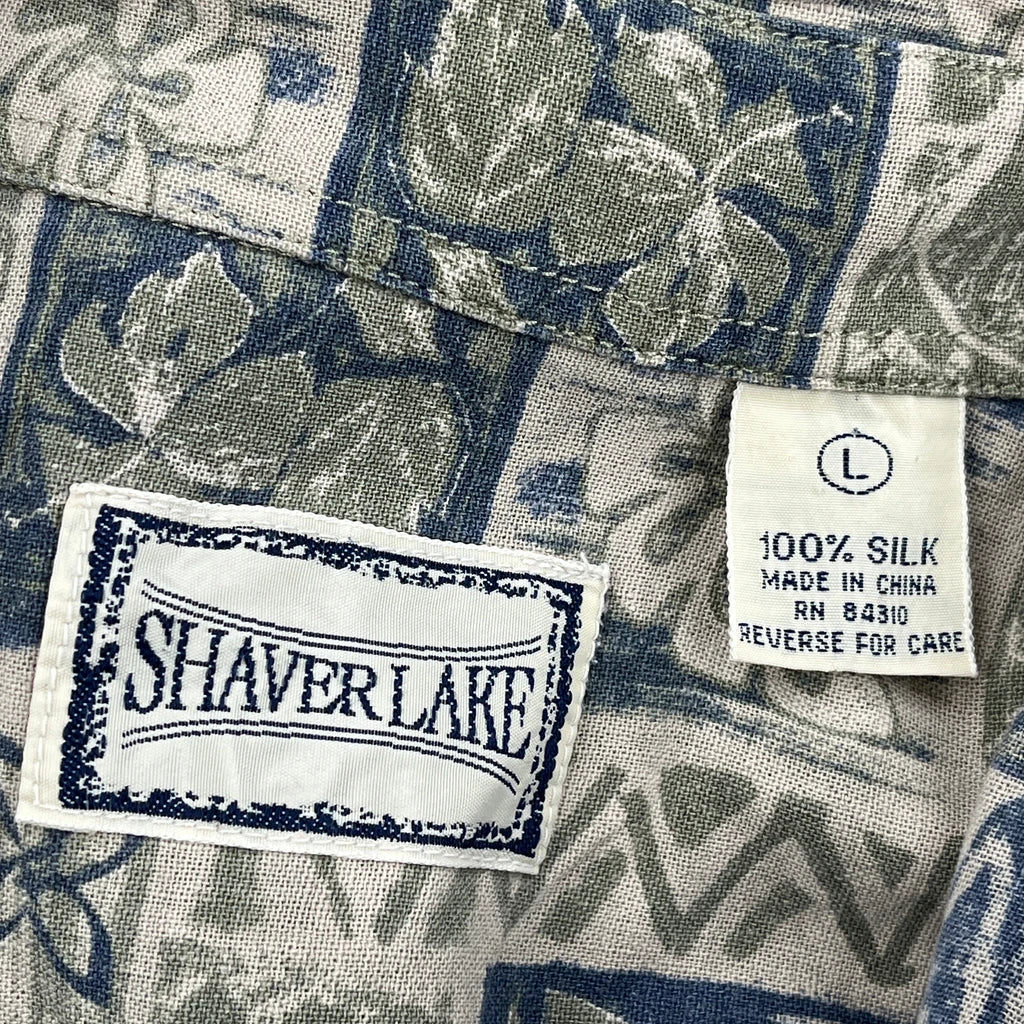 SHAVER LAKE
L
100% SILK
MADE IN CHINA
RN 84310
REVERSE FOR CARE